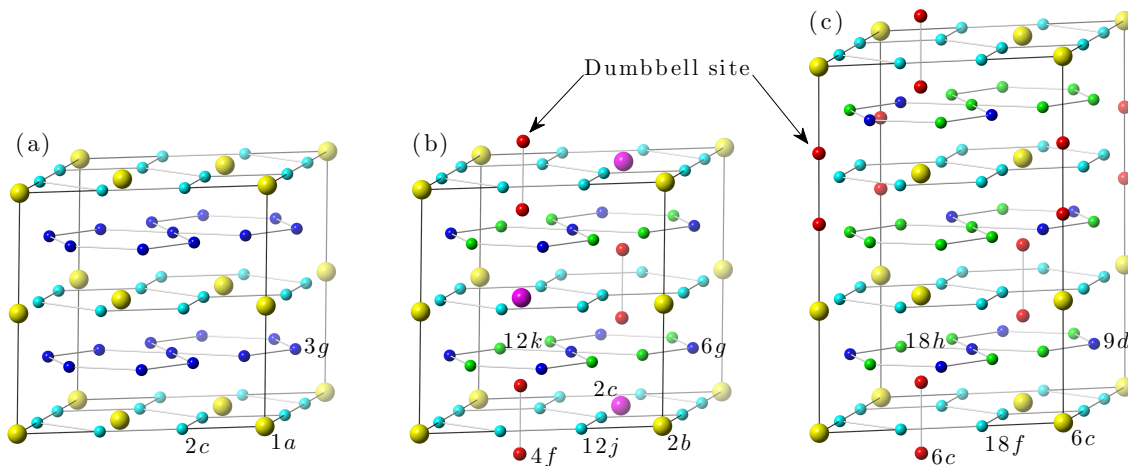 (c)
Dumbbell site
(a)
(b)
3g
12k
6g
18h
9d
2c
2c
1a
4f
12j
2b
6c
18f
6c